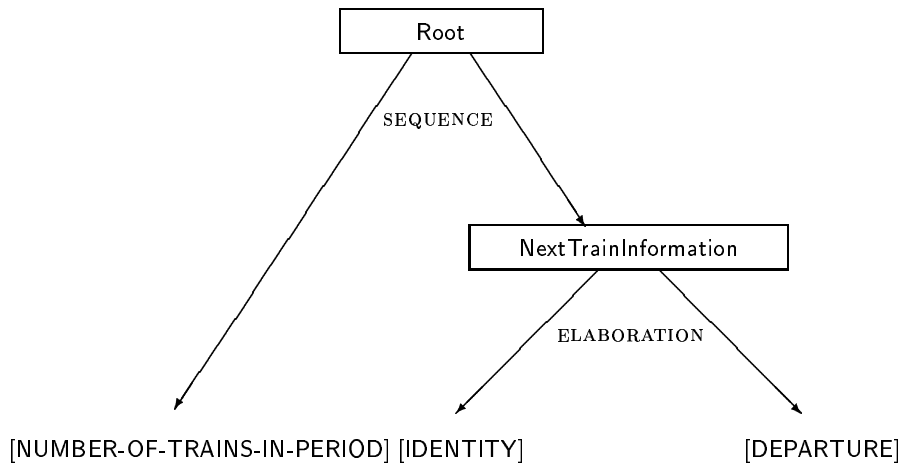 Root
SEQUENCE
NextTrainInformation
ELABORATION
[NUMBER-OF-TRAINS-IN-PERIOD] [IDENTITY] [DEPARTURE]